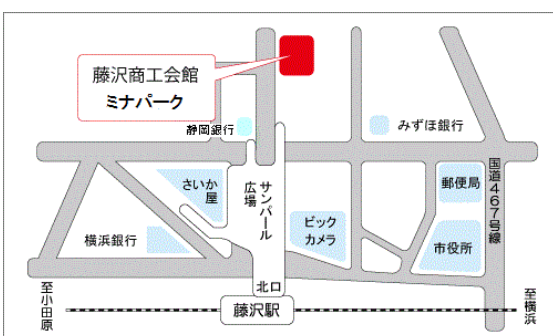 藤沢商工会館
ミナパーク
静岡銀行
みずほ銀行
さいか
屋
サンパール
広場
ビック
カメラ
郵便局
市役所
国道467号線
横浜銀行
北口
藤沢駅
至小田原
至横浜